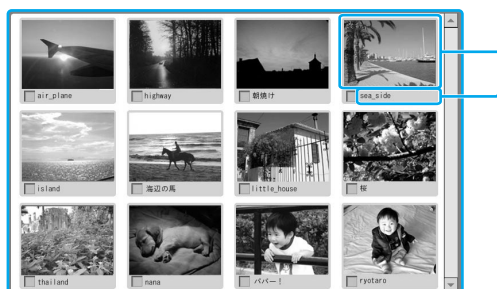 air_plane
highway
朝焼け
sea_side
island
海辺の馬
little_house
桜
thailand
nana
パパー!
ryotaro